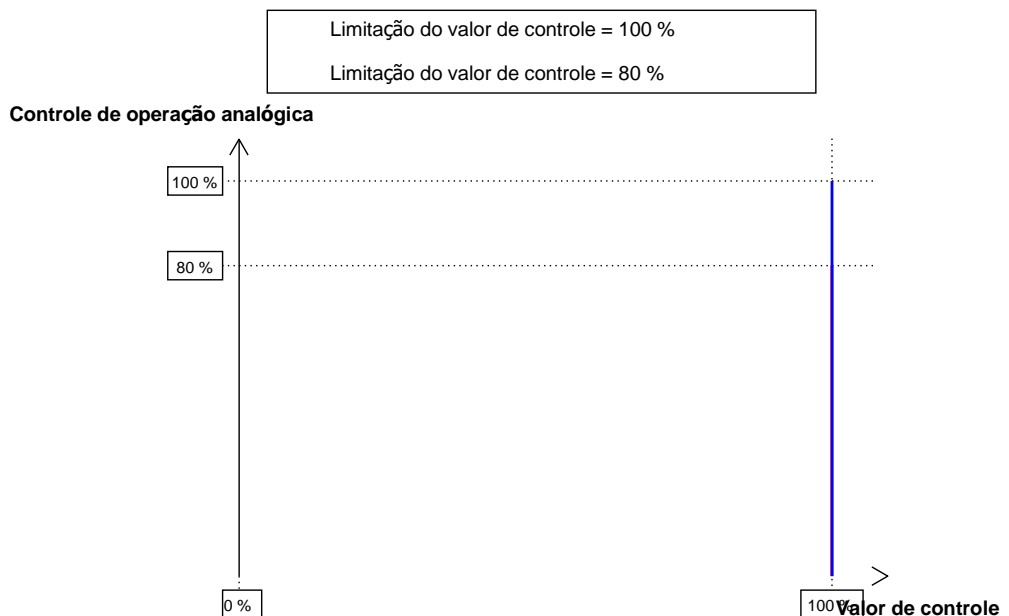 Limitação do valor de controle = 100 %
Limitação do valor de controle = 80 %
Controle de operação analógica
100 %
80 %
0 %
100 %
Valor de controle